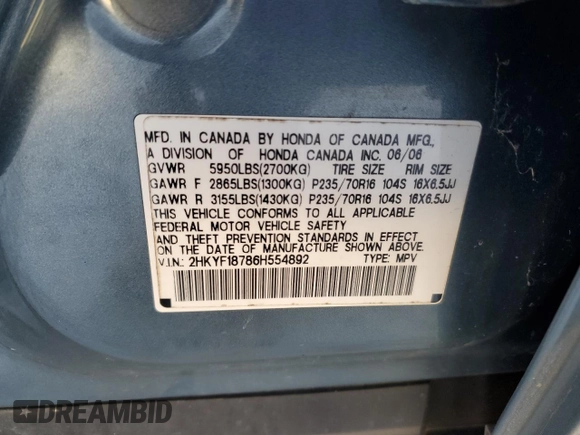 MFD. IN CANADA BY HONDA OF CANADA MFG.,
A DIVISION OF HONDA CANADA INC. 06/06
GVWR 5950LBS(2700KG) TIRE SIZE RIM SIZE
GAWR F 2865LBS(1300KG) P235/70R16 104S 16X6.5JJ
GAWR R 3155LBS(1430KG) P235/70R16 104S 16X6.5JJ
THIS VEHICLE CONFORMS TO ALL APPLICABLE
FEDERAL MOTOR VEHICLE SAFETY
AND THEFT PREVENTION STANDARDS IN EFFECT
ON THE DATE OF MANUFACTURE SHOWN ABOVE.
V.I.N.: 2HKYF18786H554892 TYPE: MPV
DREAMBID